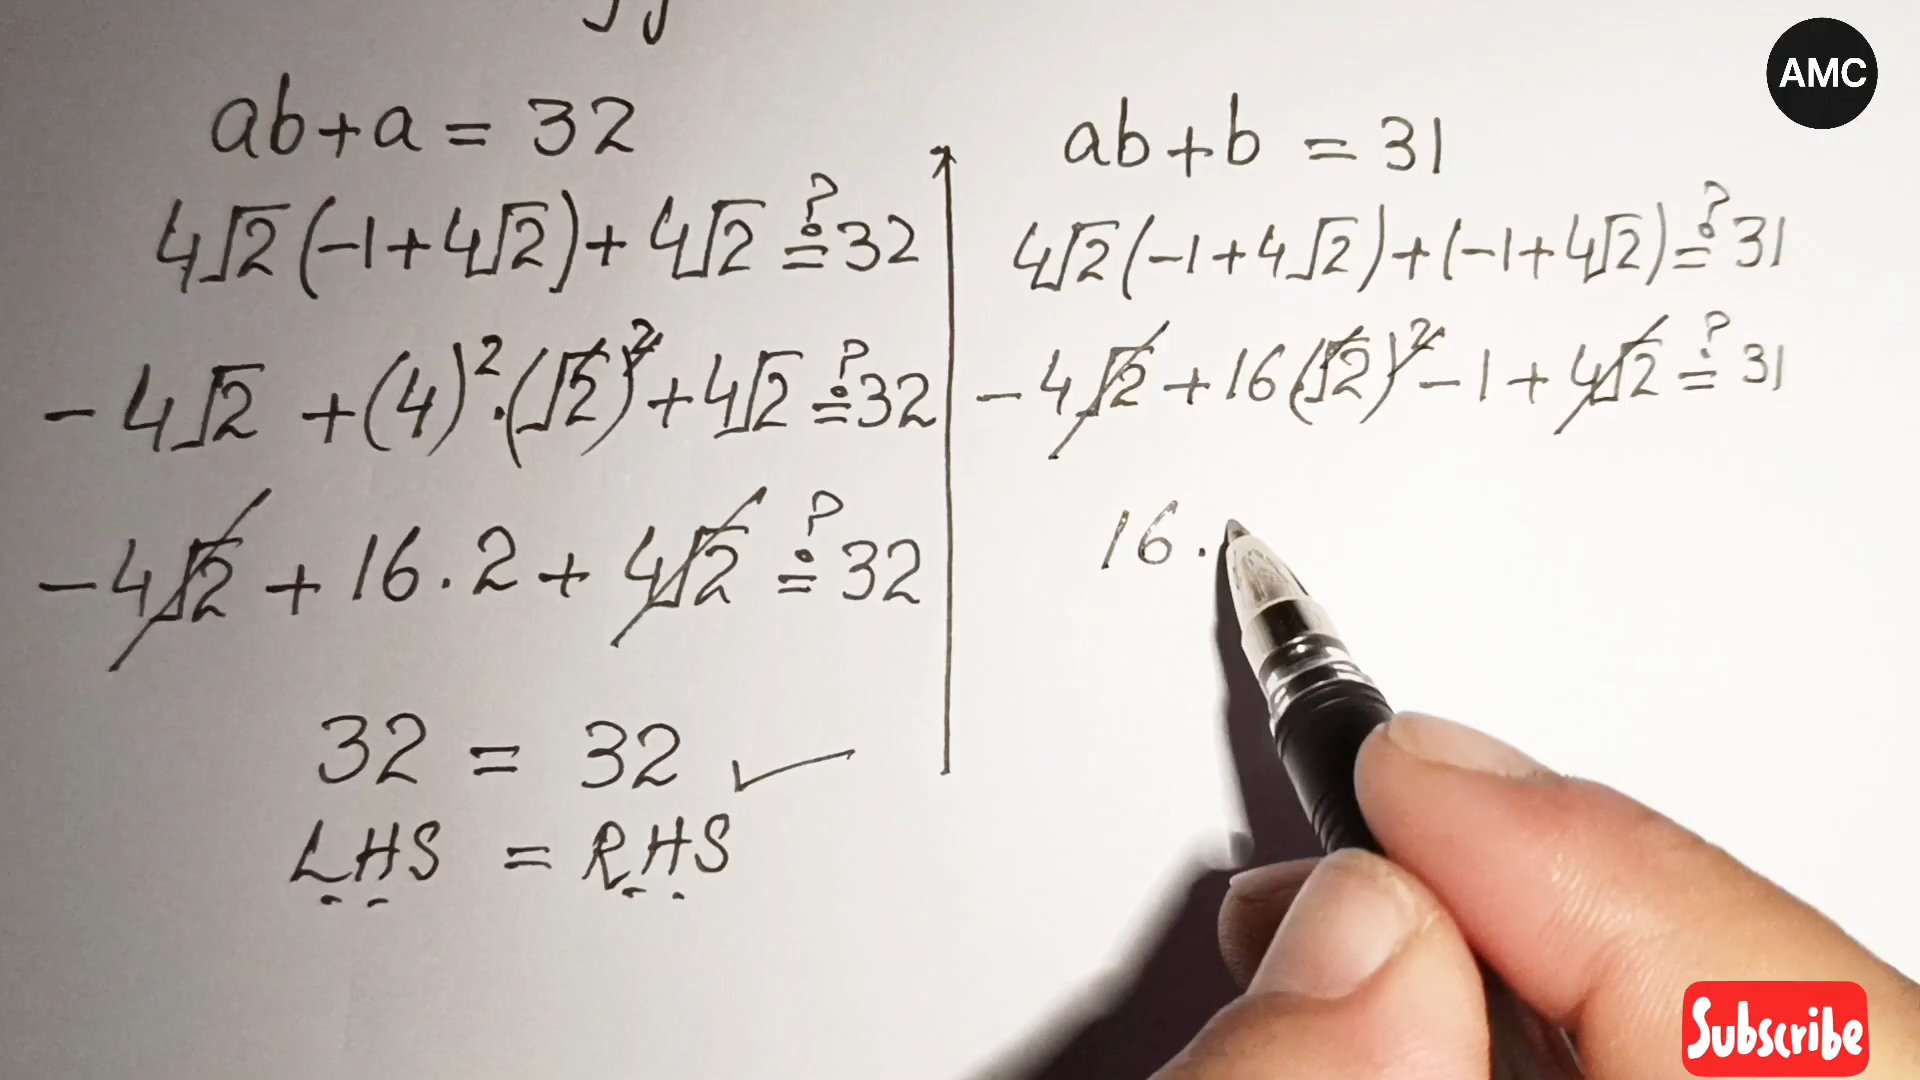 AMC
ab+a = 32
4√2(-1+4√2)+4√2 ≟ 32
-4√2 +(4)²·(√2)²+4√2 ≟ 32
-4√2 + 16.2 + 4√2 ≟ 32
32 = 32 ✓
LHS = RHS
ab+b = 31
4√2(-1+4√2)+(-1+4√2) ≟ 31
-4√2 +16(√2)²-1+4√2 ≟ 31
16.
Subscribe